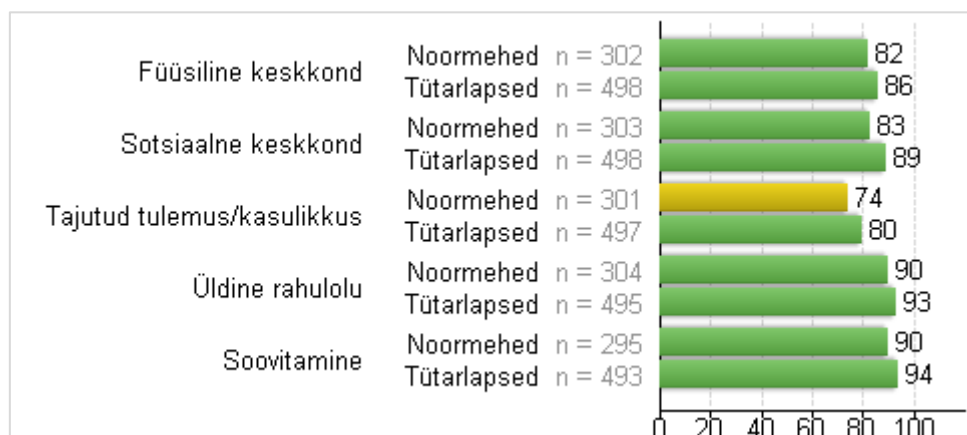 Füüsiline keskkond
Noormehed n = 302 82
Tütarlapsed n = 498 86
Sotsiaalne keskkond
Noormehed n = 303 83
Tütarlapsed n = 498 89
Tajutud tulemus/kasulikkus
Noormehed n = 301 74
Tütarlapsed n = 497 80
Üldine rahulolu
Noormehed n = 304 90
Tütarlapsed n = 495 93
Soovitamine
Noormehed n = 295 90
Tütarlapsed n = 493 94
0 20 40 60 80 100